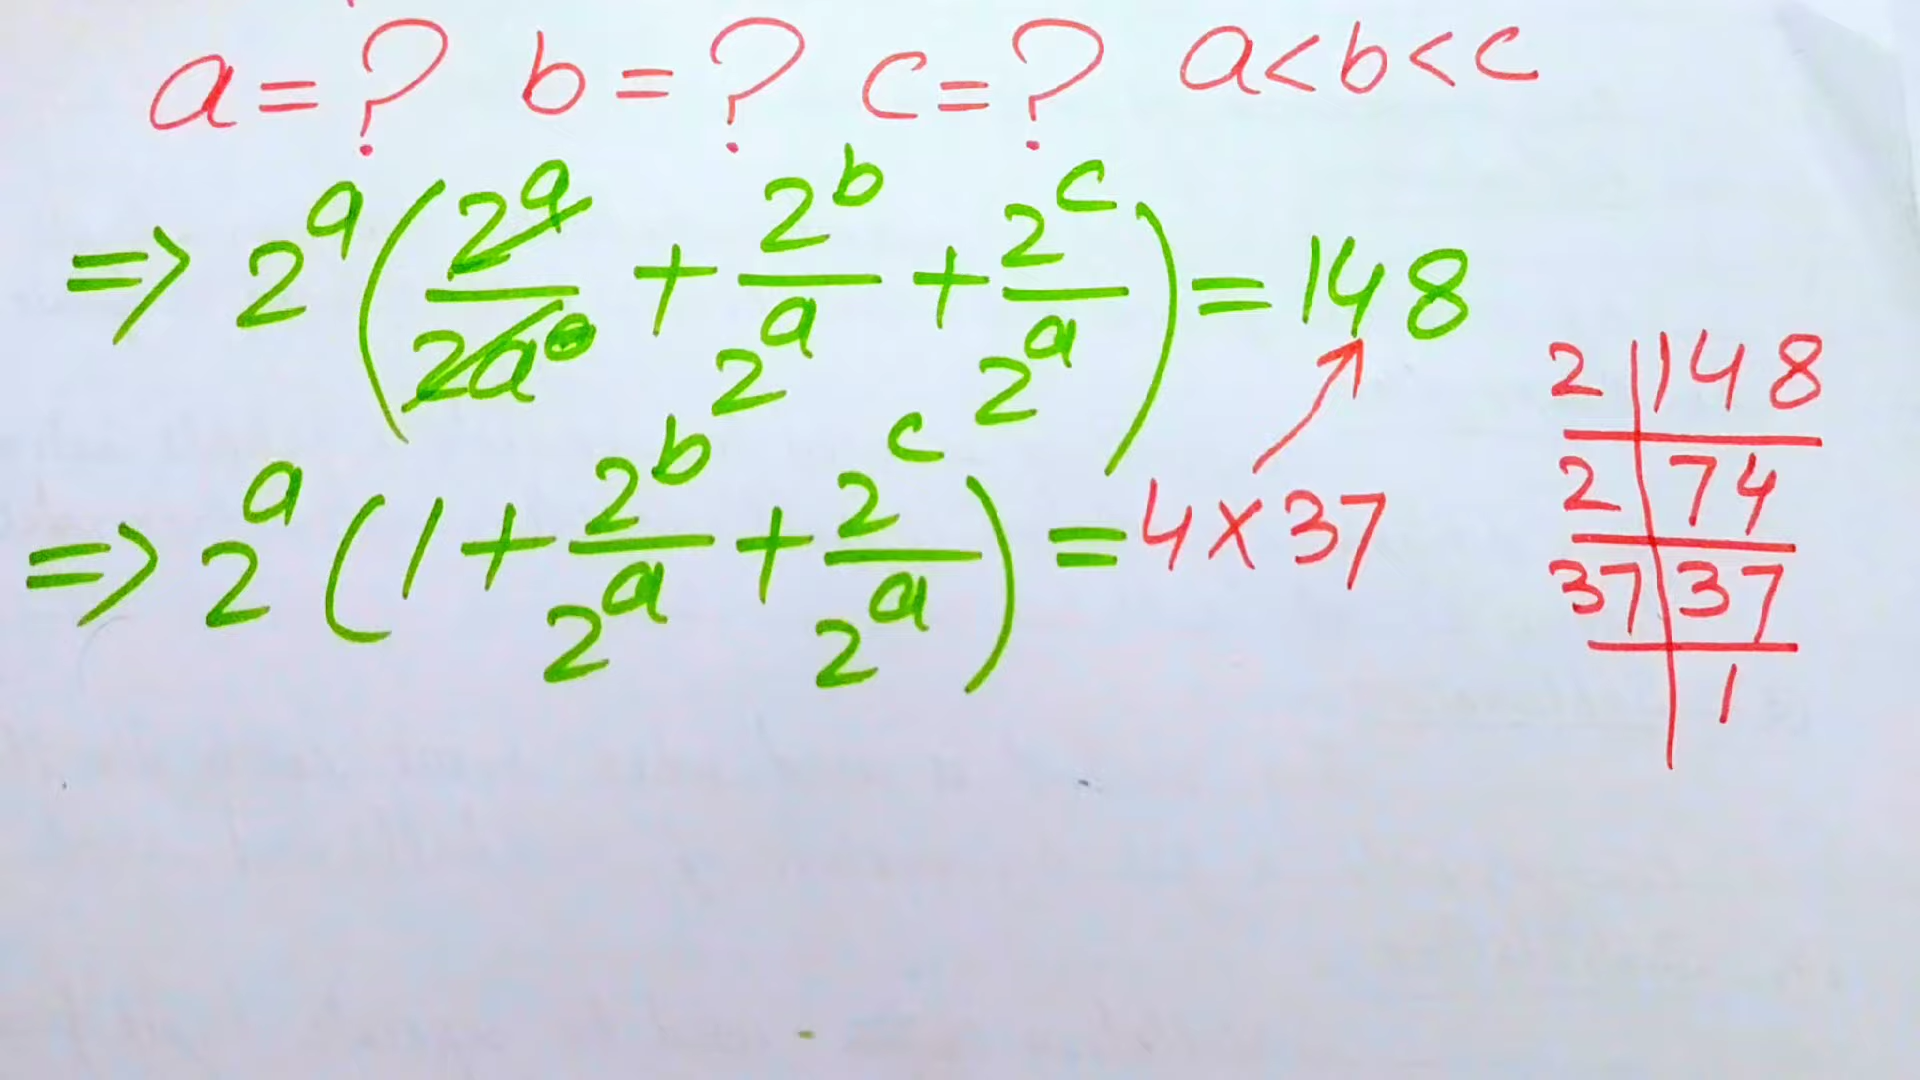 a = ? b = ? c = ? a < b < c
⇒ 2^a (2^a/2^a + 2^b/2^a + 2^c/2^a) = 148
⇒ 2^a (1 + 2^b/2^a + 2^c/2^a) = 4 × 37
2 | 148
2 | 74
37 | 37
| 1